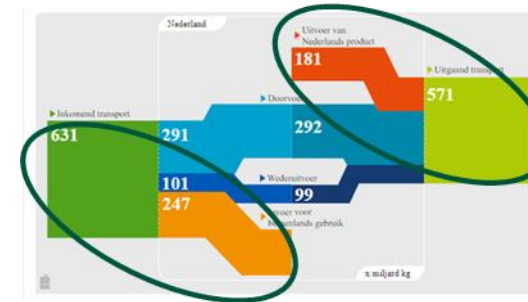 Nederland
Uitvoer van
Nederlands product
181
Uitgaand transport
571
Inkomend transport
631
Doorvoer
291
292
Wederuitvoer
101
99
247
Invoer voor
binnenlands gebruik
x miljard kg